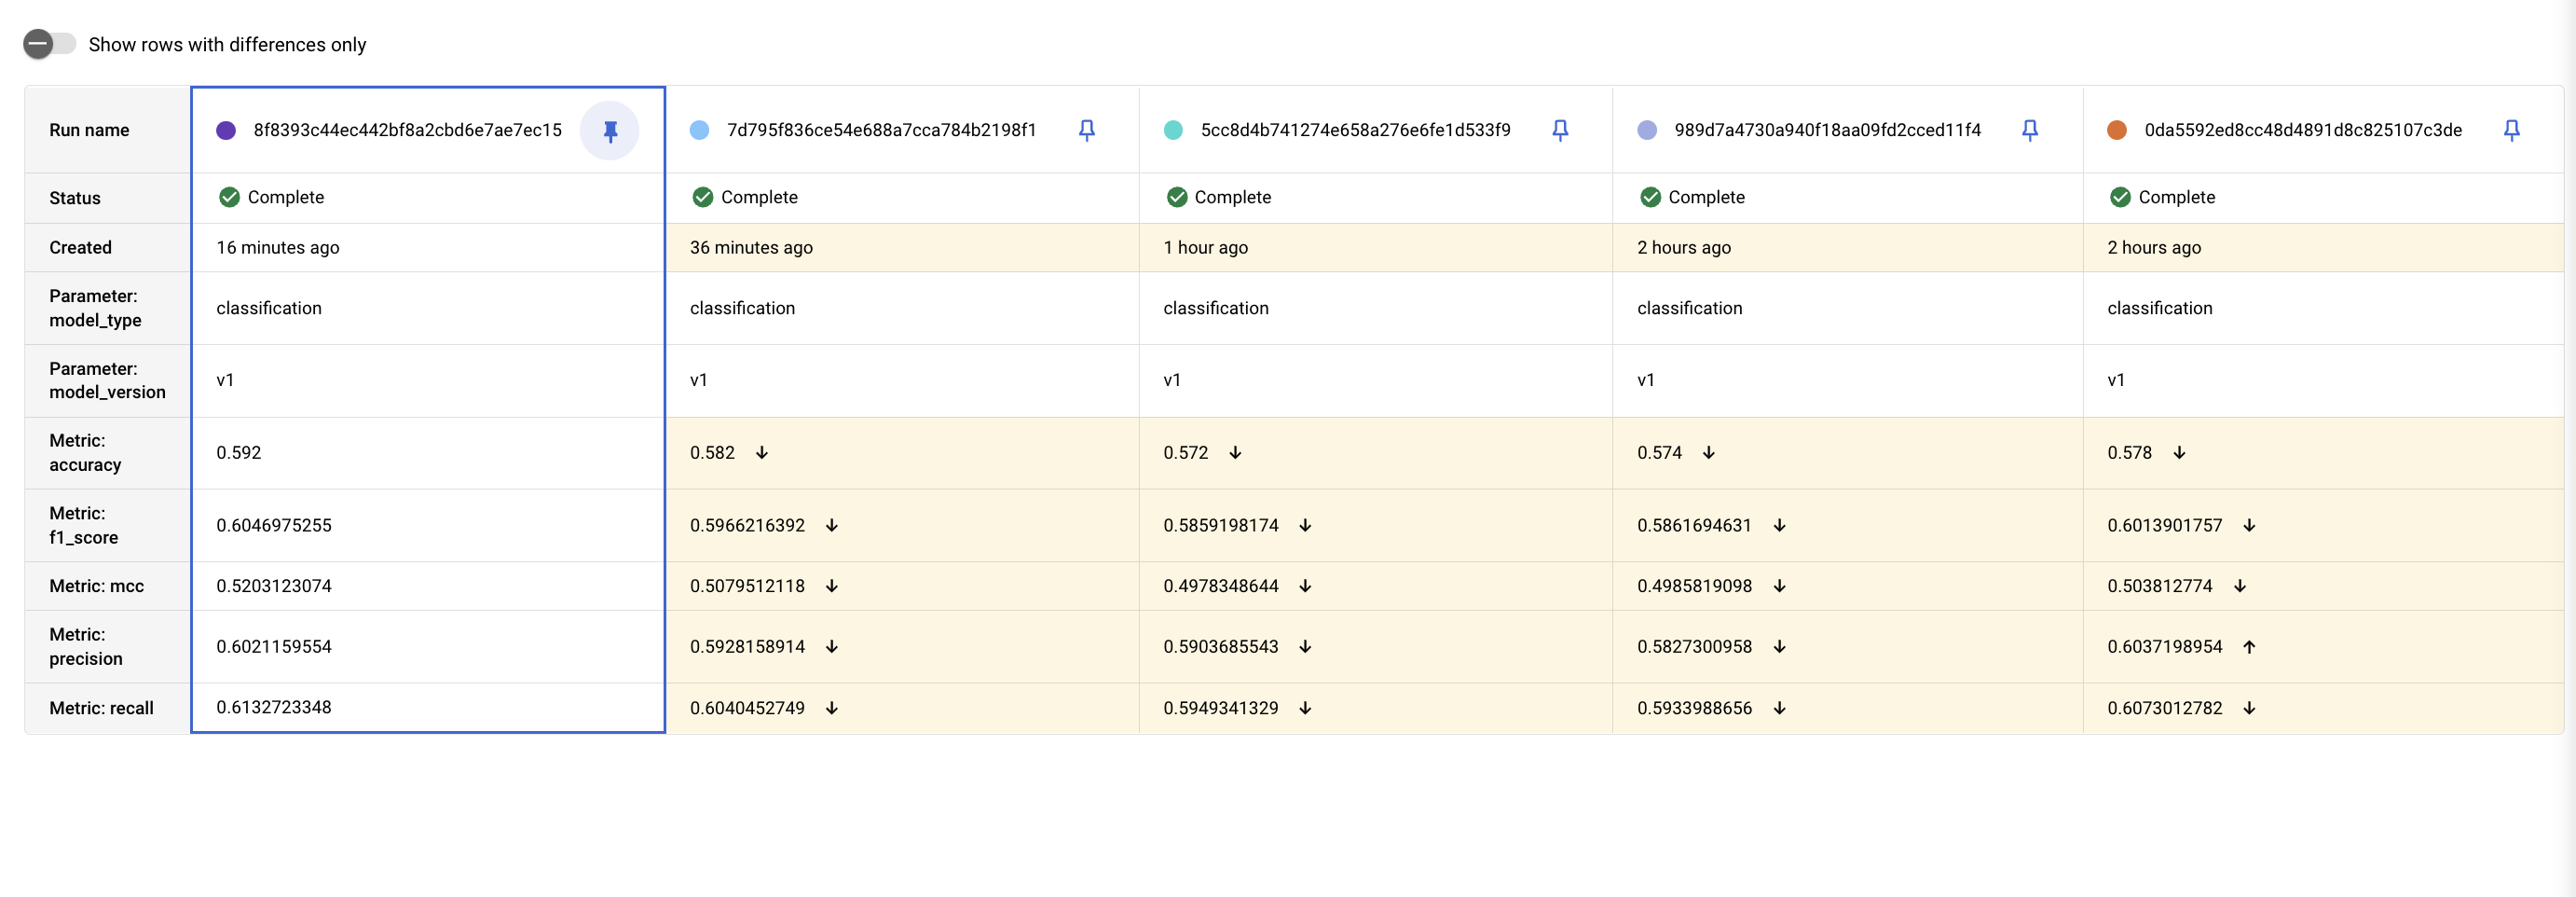 Show rows with differences only
Run name 8f8393c44ec442bf8a2cbd6e7ae7ec15 7d795f836ce54e688a7cca784b2198f1 5cc8d4b741274e658a276e6fe1d533f9 989d7a4730a940f18aa09fd2cced11f4 0da5592ed8cc48d4891d8c825107c3de
Status Complete Complete Complete Complete Complete
Created 16 minutes ago 36 minutes ago 1 hour ago 2 hours ago 2 hours ago
Parameter:
model_type classification classification classification classification classification
Parameter:
model_version v1 v1 v1 v1 v1
Metric:
accuracy 0.592 0.582 0.572 0.574 0.578
Metric:
f1_score 0.6046975255 0.5966216392 0.5859198174 0.5861694631 0.6013901757
Metric: mcc 0.5203123074 0.5079512118 0.4978348644 0.4985819098 0.503812774
Metric:
precision 0.6021159554 0.5928158914 0.5903685543 0.5827300958 0.6037198954
Metric: recall 0.6132723348 0.6040452749 0.5949341329 0.5933988656 0.6073012782